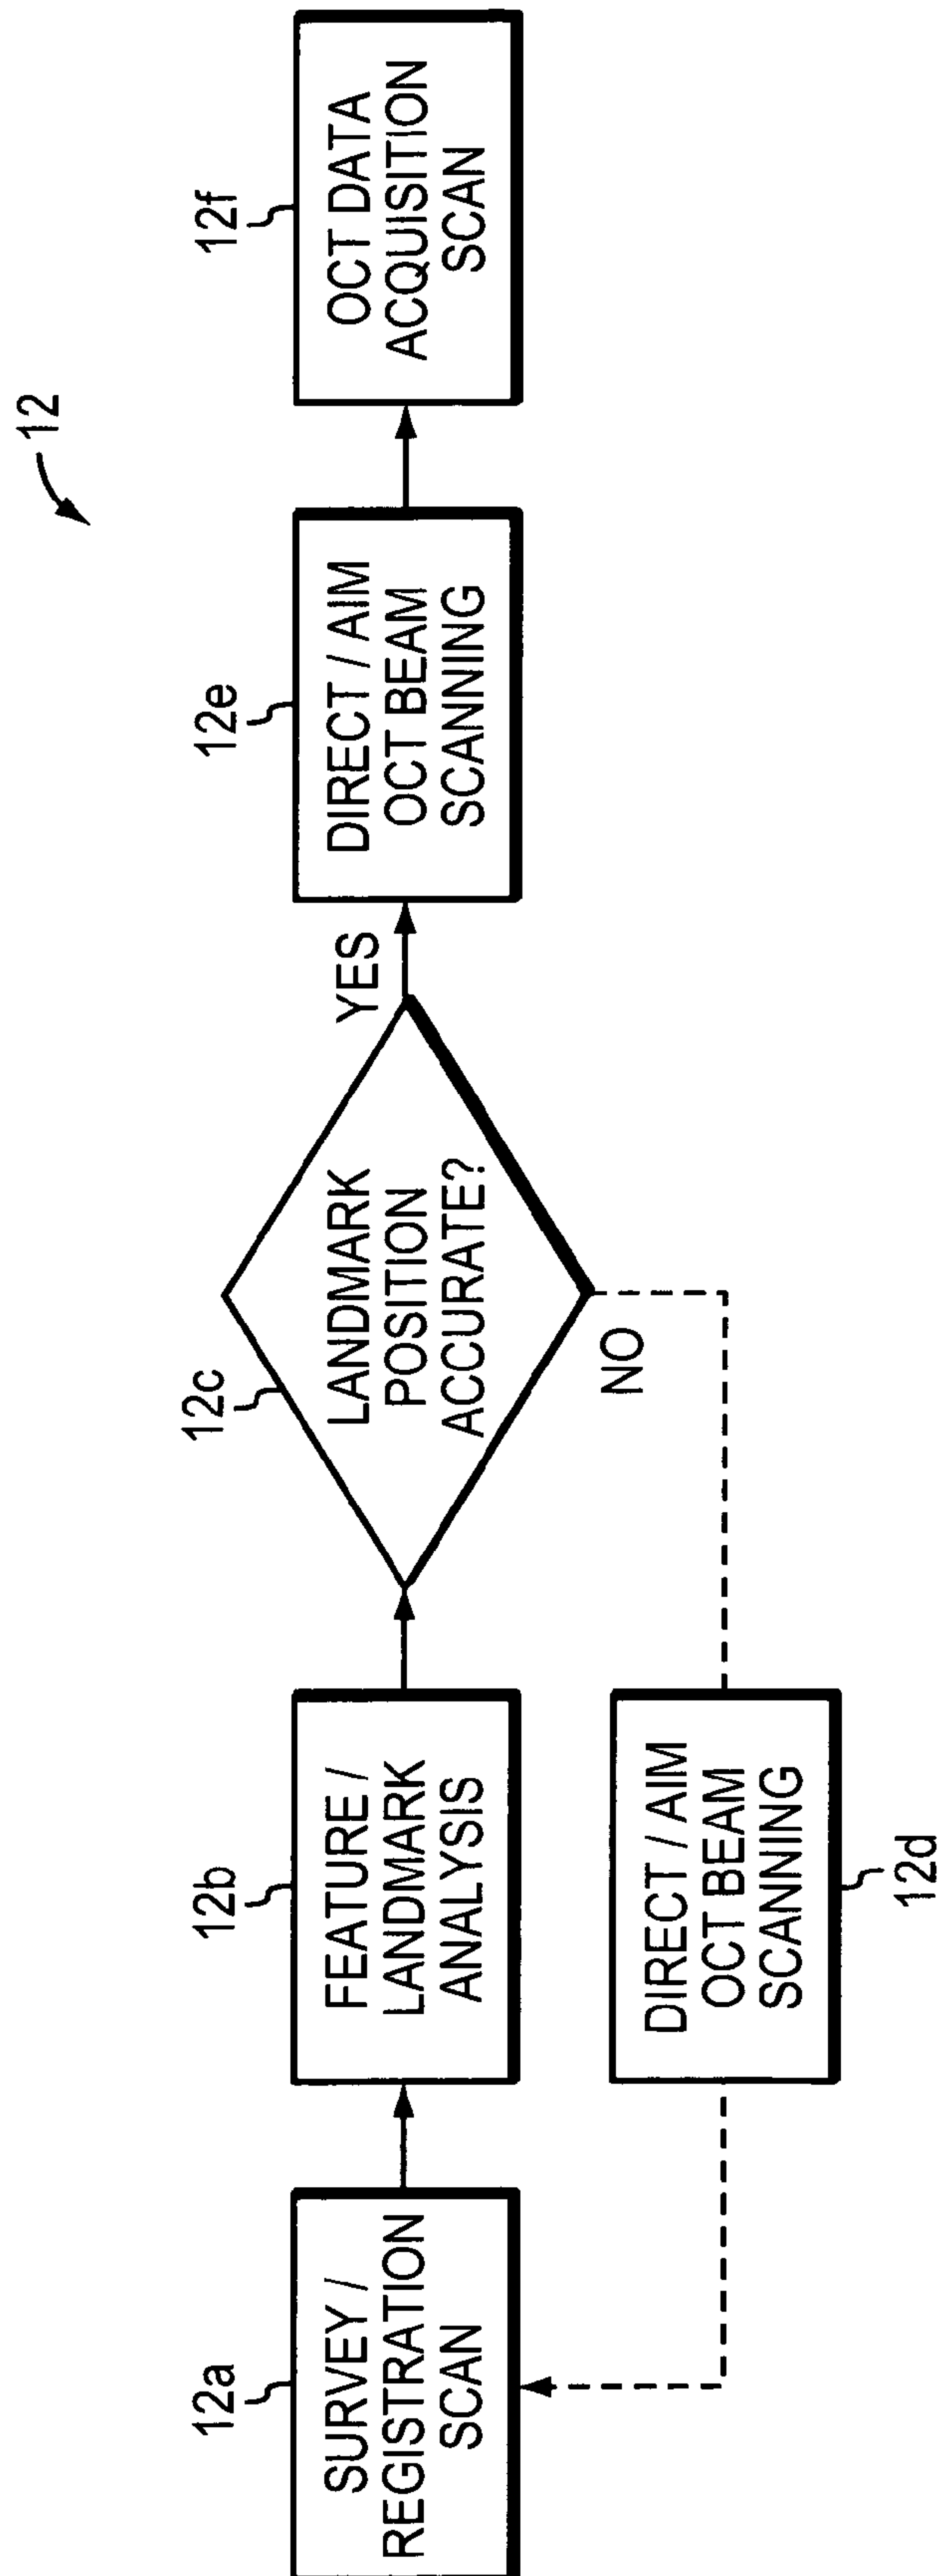 12
12a
SURVEY /
REGISTRATION
SCAN
12b
FEATURE /
LANDMARK
ANALYSIS
12c
LANDMARK
POSITION
ACCURATE?
YES
NO
12d
DIRECT / AIM
OCT BEAM
SCANNING
12e
DIRECT / AIM
OCT BEAM
SCANNING
12f
OCT DATA
ACQUISITION
SCAN